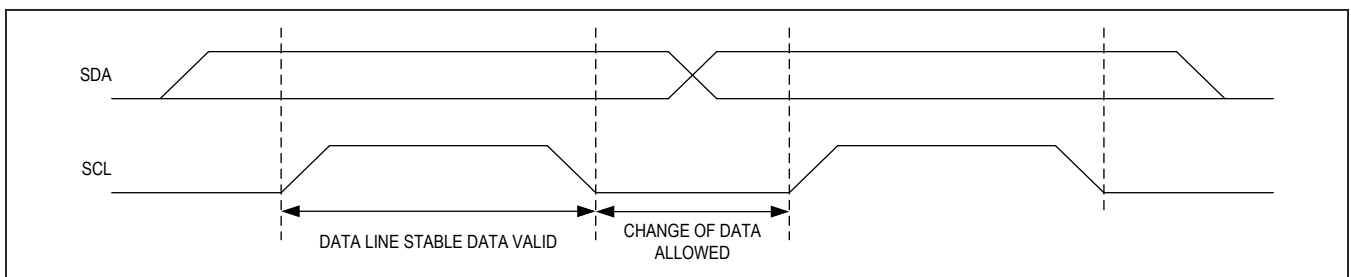 SDA
SCL
DATA LINE STABLE DATA VALID
CHANGE OF DATA
ALLOWED